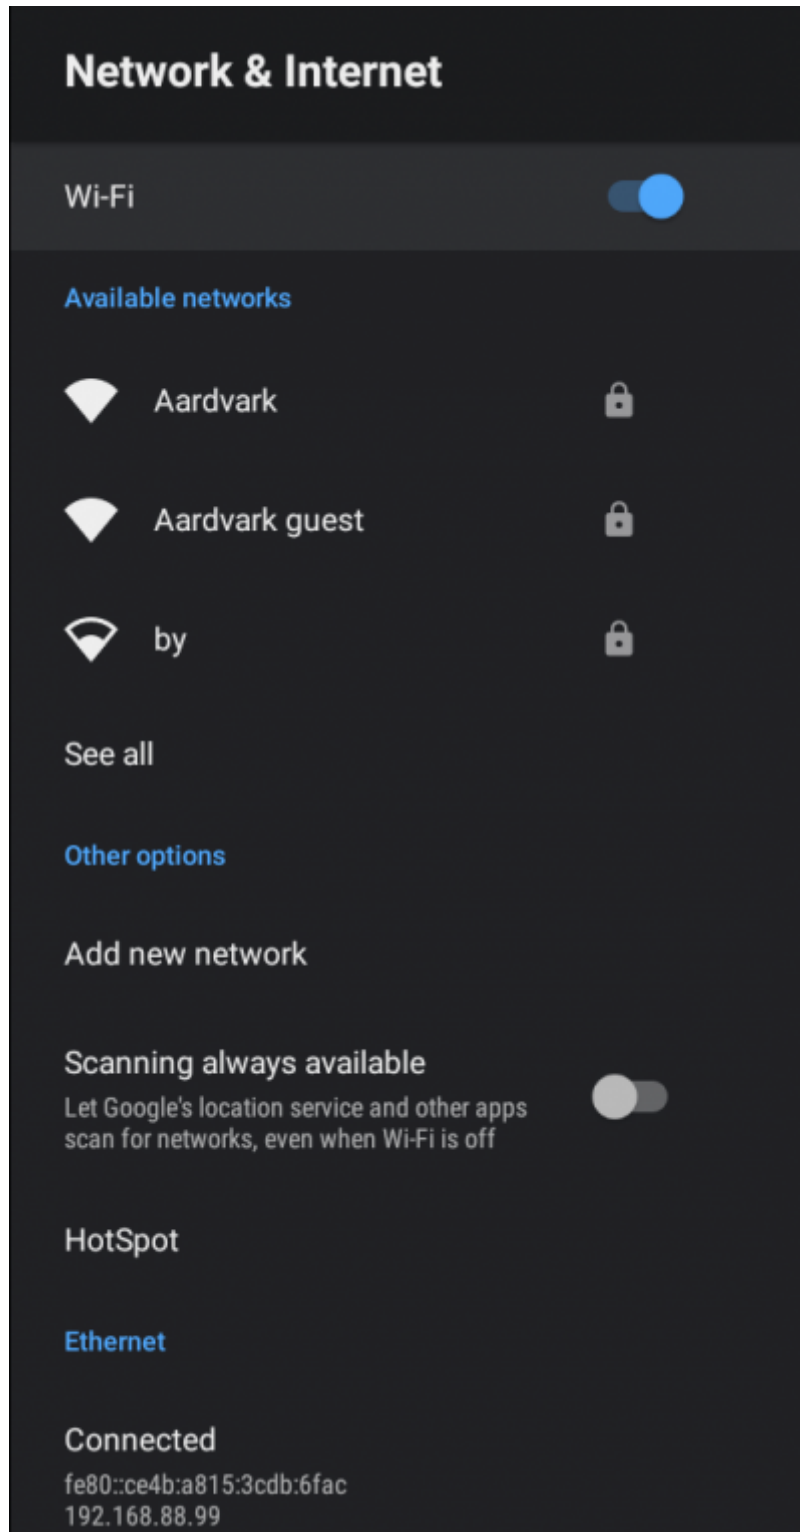 Network & Internet
Wi-Fi
Available networks
Aardvark
Aardvark guest
by
See all
Other options
Add new network
Scanning always available
Let Google's location service and other apps
scan for networks, even when Wi-Fi is off
HotSpot
Ethernet
Connected
fe80::ce4b:a815:3cdb:6fac
192.168.88.99